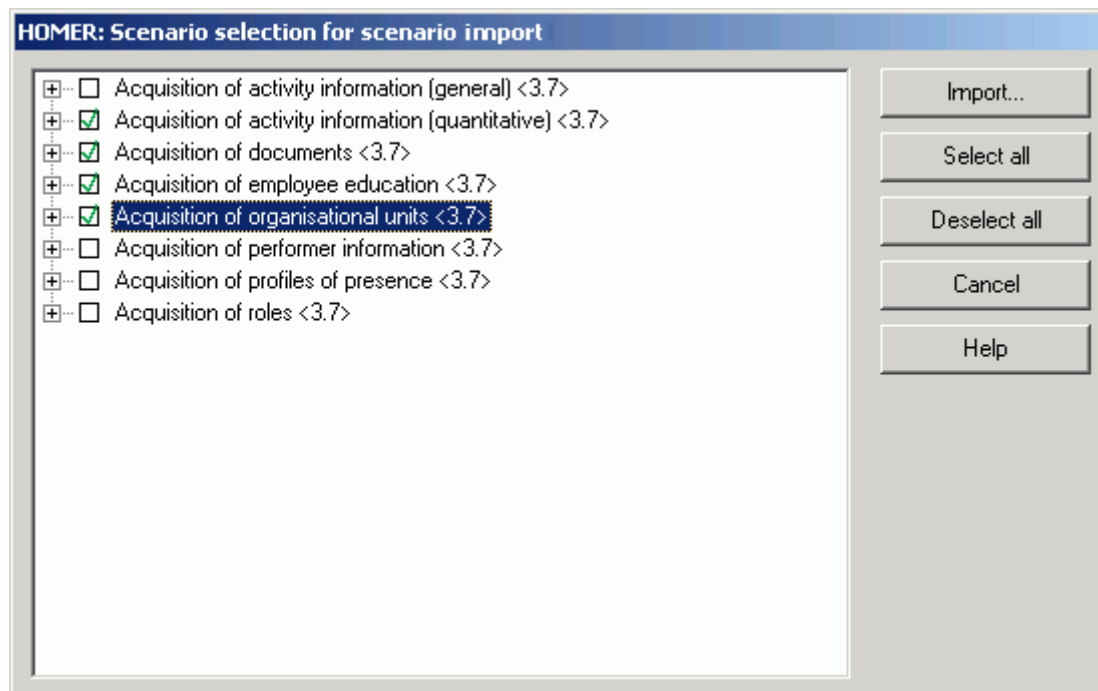 HOMER: Scenario selection for scenario import
Acquisition of activity information (general) <3.7>
Acquisition of activity information (quantitative) <3.7>
Acquisition of documents <3.7>
Acquisition of employee education <3.7>
Acquisition of organisational units <3.7>
Acquisition of performer information <3.7>
Acquisition of profiles of presence <3.7>
Acquisition of roles <3.7>
Import...
Select all
Deselect all
Cancel
Help